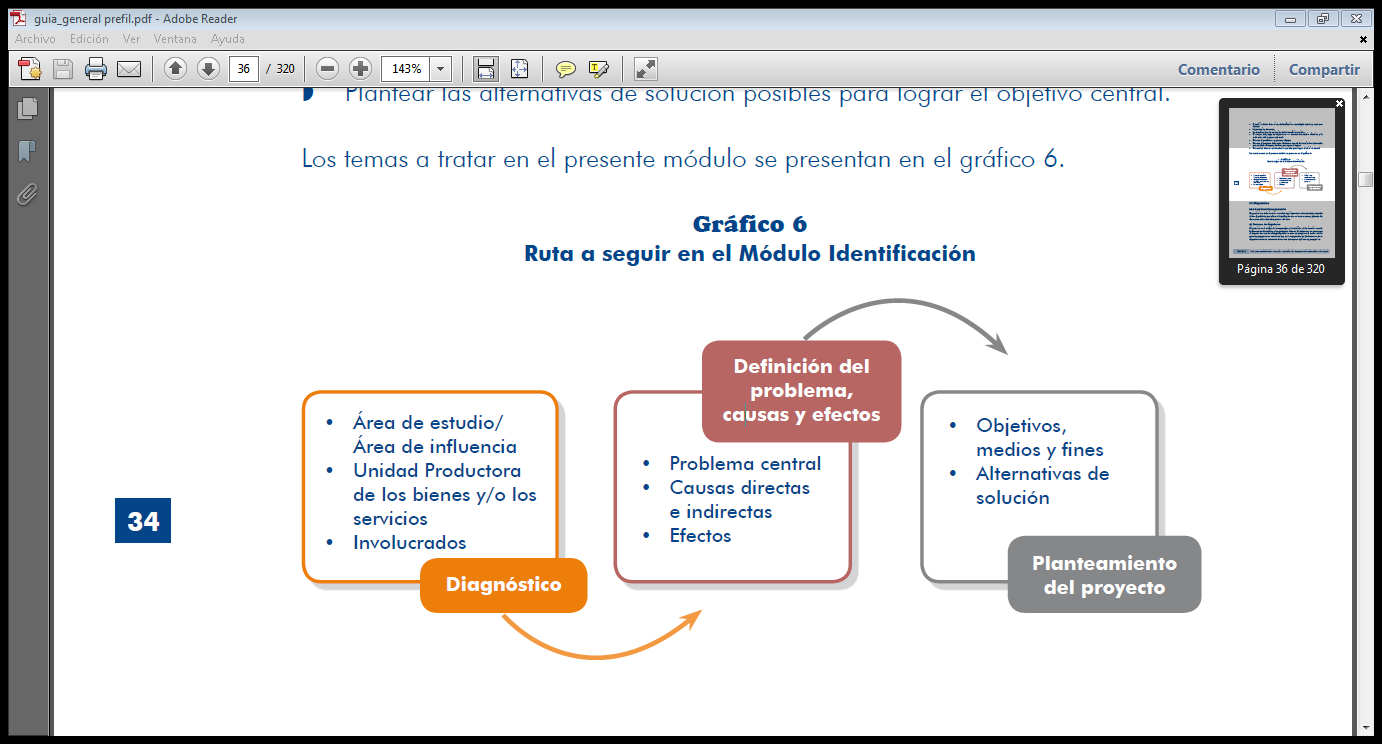 guia_general prefil.pdf - Adobe Reader
Archivo Edición Ver Ventana Ayuda
36 / 320
143%
Comentario Compartir
Plantear las alternativas de solución posibles para lograr el objetivo central.
Los temas a tratar en el presente módulo se presentan en el gráfico 6.
Página 36 de 320
Gráfico 6
Ruta a seguir en el Módulo Identificación
• Área de estudio/
Área de influencia
• Unidad Productora
de los bienes y/o los
servicios
• Involucrados
Diagnóstico
Definición del
problema,
causas y efectos
• Problema central
• Causas directas
e indirectas
• Efectos
• Objetivos,
medios y fines
• Alternativas de
solución
Planteamiento
del proyecto
34